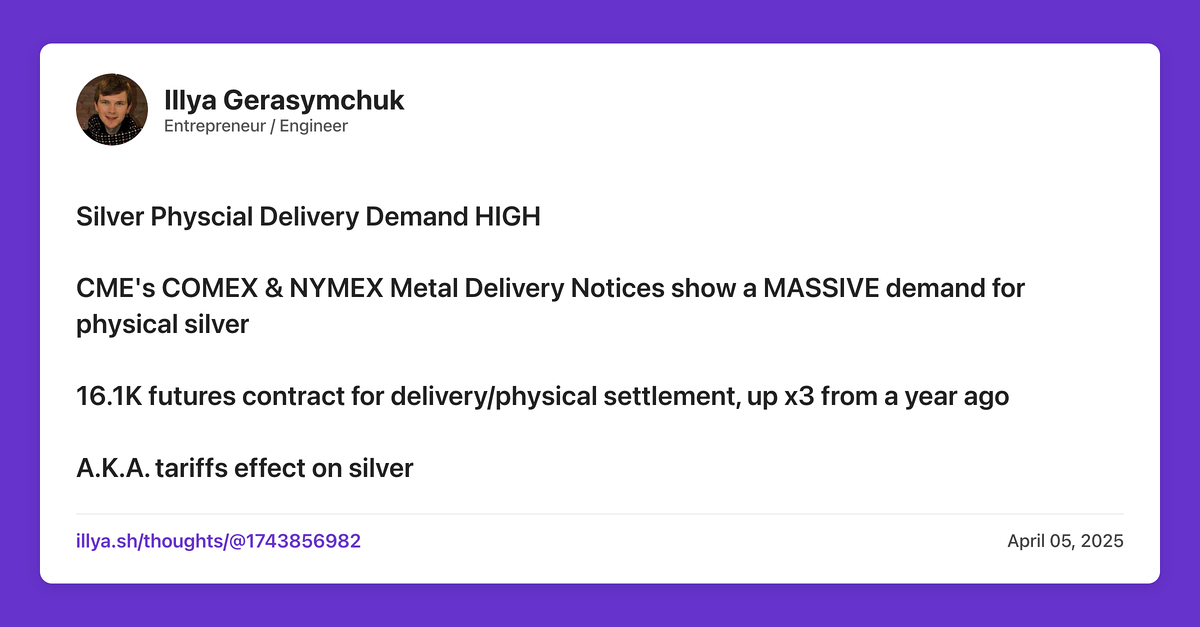 Illya Gerasymchuk
Entrepreneur / Engineer
Silver Physcial Delivery Demand HIGH
CME's COMEX & NYMEX Metal Delivery Notices show a MASSIVE demand for
physical silver
16.1K futures contract for delivery/physical settlement, up x3 from a year ago
A.K.A. tariffs effect on silver
illya.sh/thoughts/@1743856982
April 05, 2025